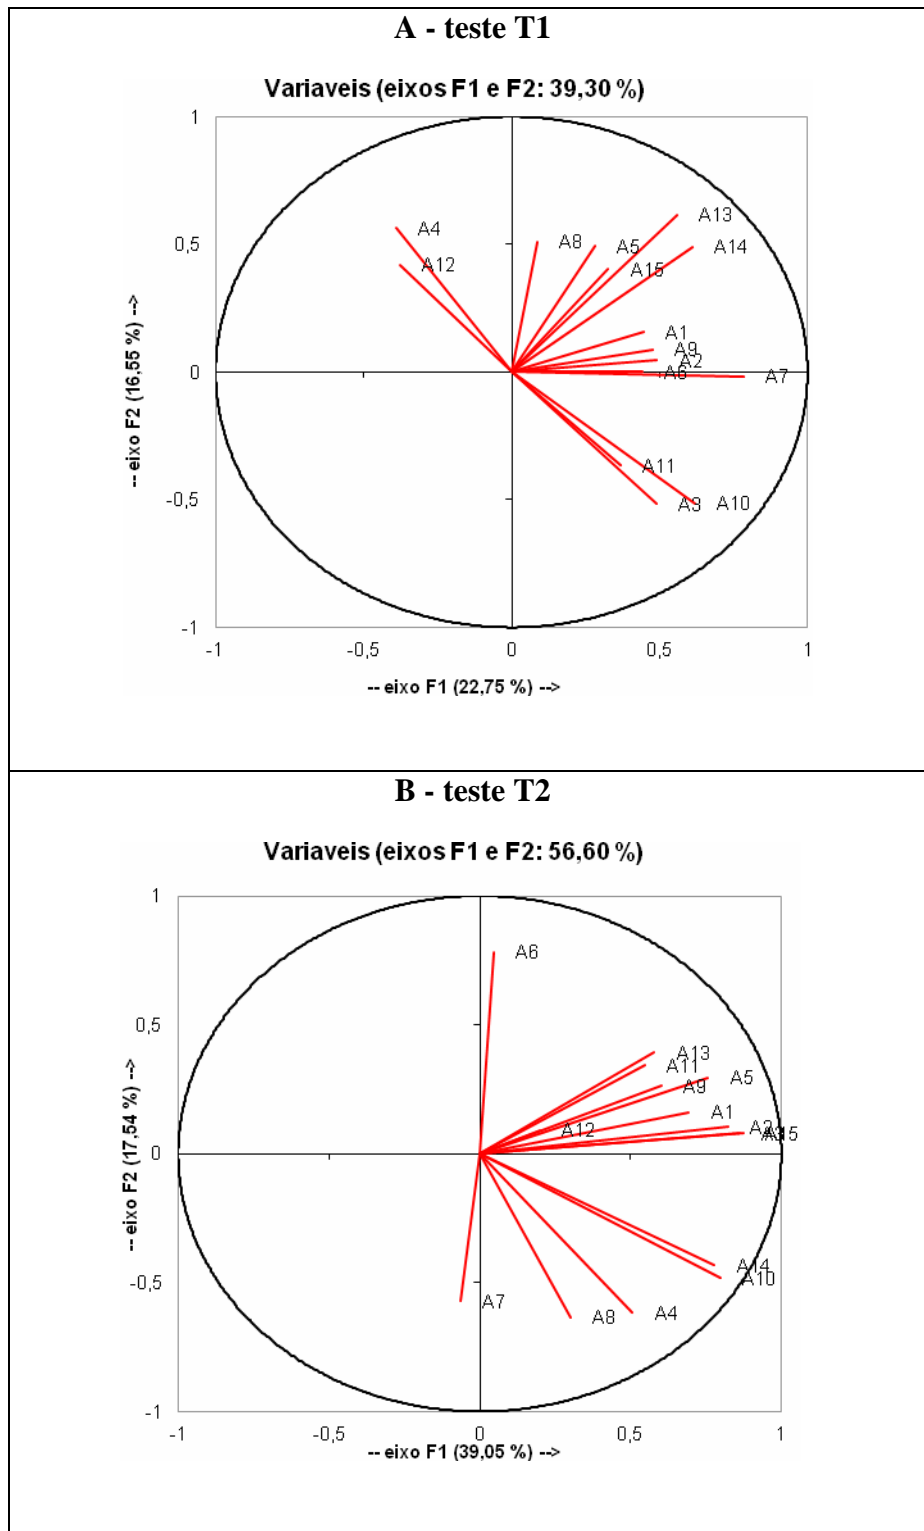 A - teste T1
Variaveis (eixos F1 e F2: 39,30 %)
1
A13
A4
A8
A5
A14
0,5
A12
A15
A1
A9
A2
A6
A7
0
-- eixo F2 (16,55 %) -->
A11
A3
A10
-0,5
-1
-1
-0,5
0
0,5
1
-- eixo F1 (22,75 %) -->
B - teste T2
Variaveis (eixos F1 e F2: 56,60 %)
1
A6
0,5
A13
A11
A5
A9
A1
A12
A2
A15
0
-- eixo F2 (17,54 %) -->
A14
-0,5
A10
A7
A8
A4
-1
-1
-0,5
0
0,5
1
-- eixo F1 (39,05 %) -->